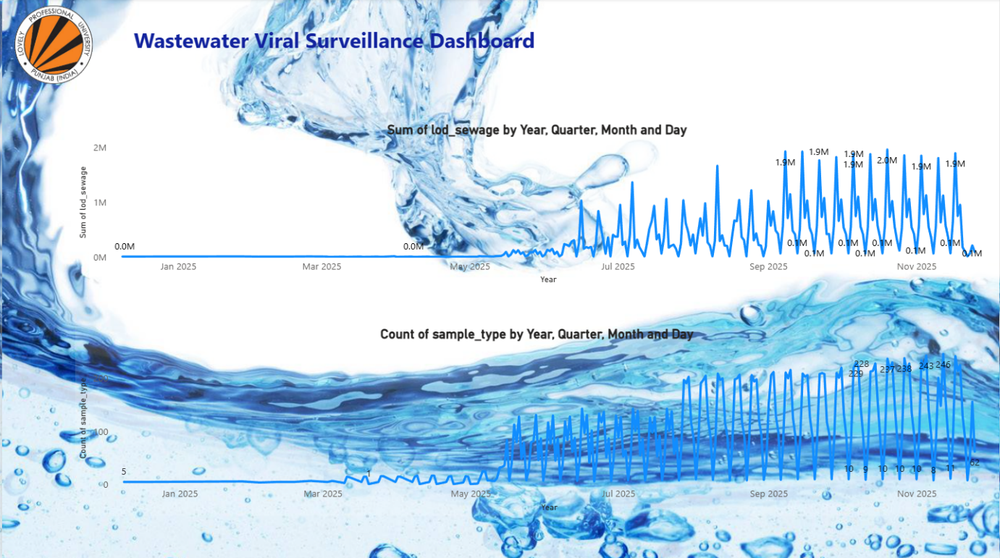 LOVELY PROFESSIONAL UNIVERSITY
PUNJAB (INDIA)
Wastewater Viral Surveillance Dashboard
Sum of lod_sewage by Year, Quarter, Month and Day
Sum of lod_sewage
2M
1M
0M
0.0M
0.0M
1.9M
1.9M
1.9M
1.9M
2.0M
1.9M
1.9M
0.1M
0.1M
0.1M
0.1M
0.1M
0.1M
0.1M
0.1M
Jan 2025 Mar 2025 May 2025 Jul 2025 Sep 2025 Nov 2025
Year
Count of sample_type by Year, Quarter, Month and Day
Count of sample_type
200
100
0
5
1
229
228
237
238
243
246
10
9
10
10
10
8
11
62
Jan 2025 Mar 2025 May 2025 Jul 2025 Sep 2025 Nov 2025
Year